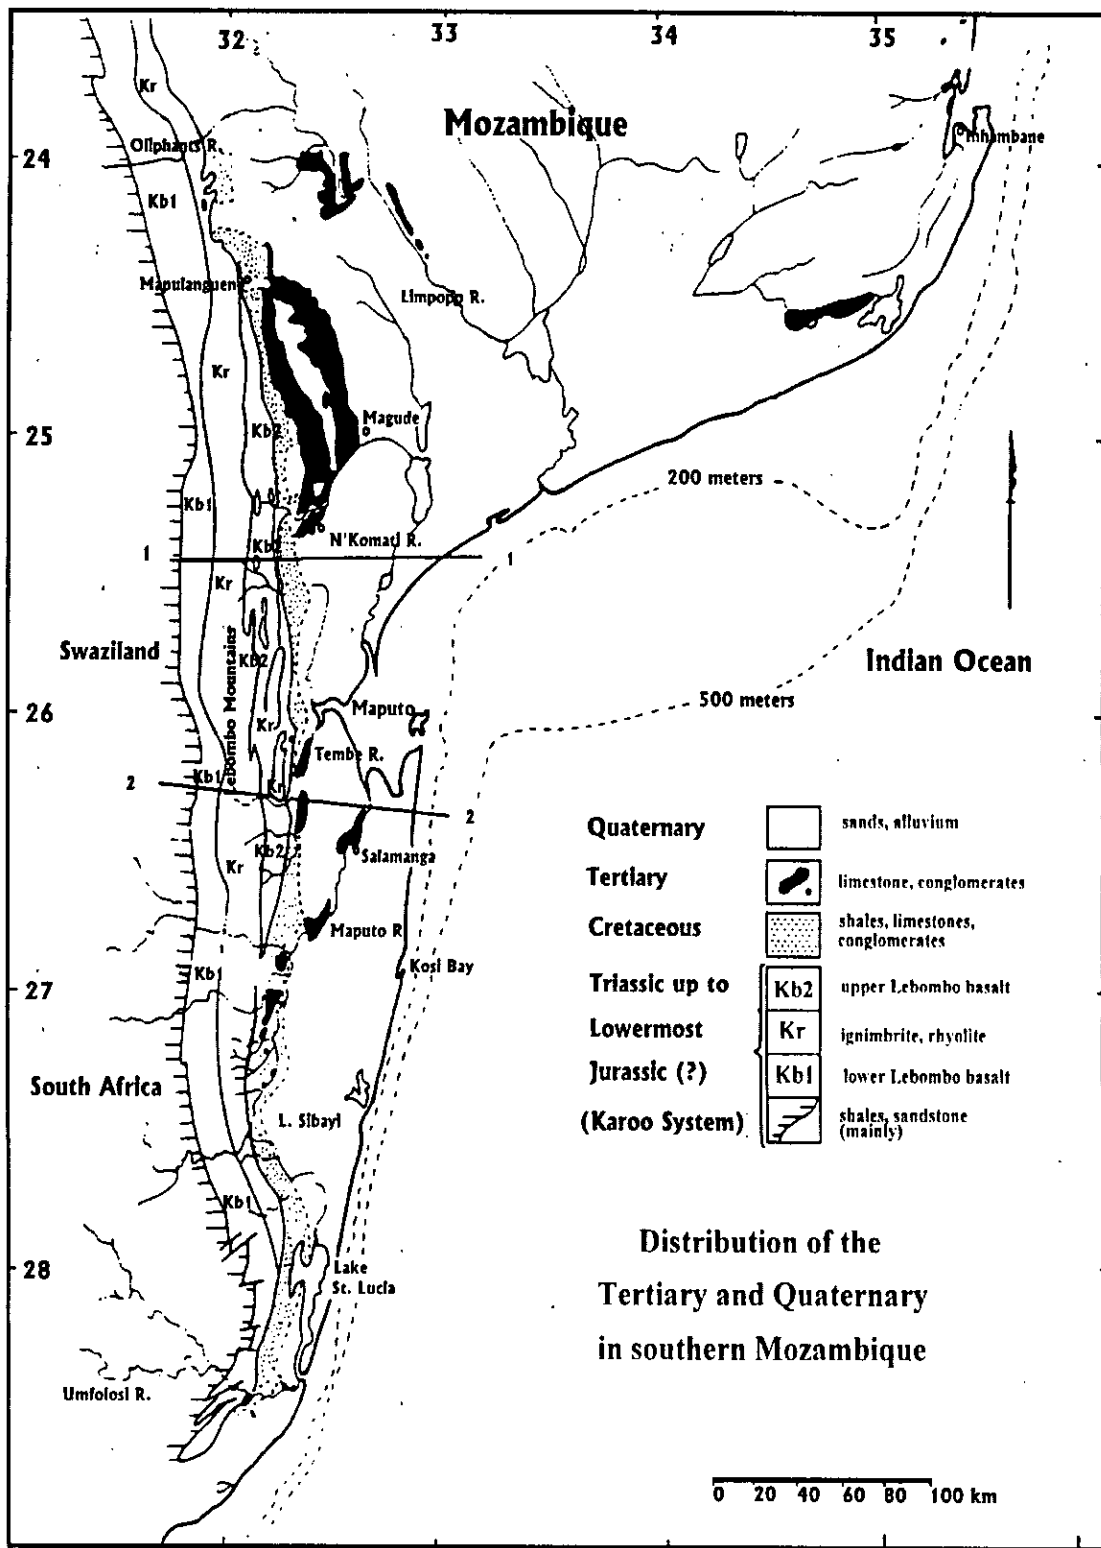 32 33 34 35
Kr
Mozambique
Oliphants R.
Inhambane
24
Kb1
Mapulanguene
Limpopo R.
Kr
Magude
25
Kb2
200 meters
Kb1
N'Komati R.
Kb2
1 1
Kr
Swaziland
Lebombo Mountains
Kb2
Indian Ocean
500 meters
26
Maputo
Kr
Tembe R.
Kb1
2 2
Kr
Kb2
Salamanga
Kr
Maputo R
Kosi Bay
Kb1
27
South Africa
L. Sibayi
Kb1
28
Lake
St. Lucia
Umfolosi R.
Quaternary sands, alluvium
Tertiary limestone, conglomerates
Cretaceous shales, limestones,
conglomerates
Triassic up to Kb2 upper Lebombo basalt
Lowermost Kr ignimbrite, rhyolite
Jurassic (?) Kb1 lower Lebombo basalt
(Karoo System) shales, sandstone
(mainly)
Distribution of the
Tertiary and Quaternary
in southern Mozambique
0 20 40 60 80 100 km